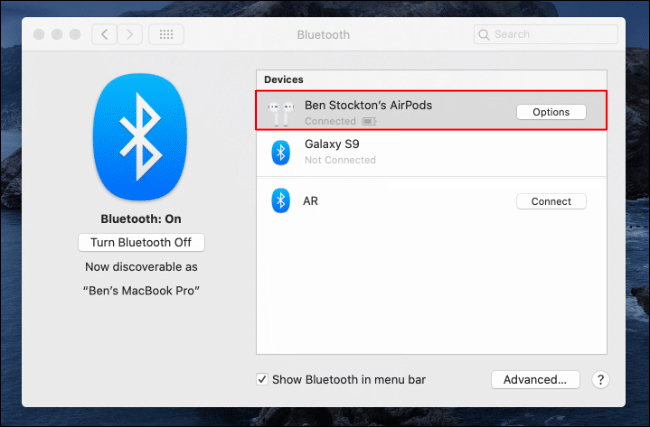 Bluetooth
Search
Devices
Ben Stockton's AirPods
Connected
Options
Galaxy S9
Not Connected
AR
Connect
Bluetooth: On
Turn Bluetooth Off
Now discoverable as
“Ben's MacBook Pro”
Show Bluetooth in menu bar
Advanced...
?